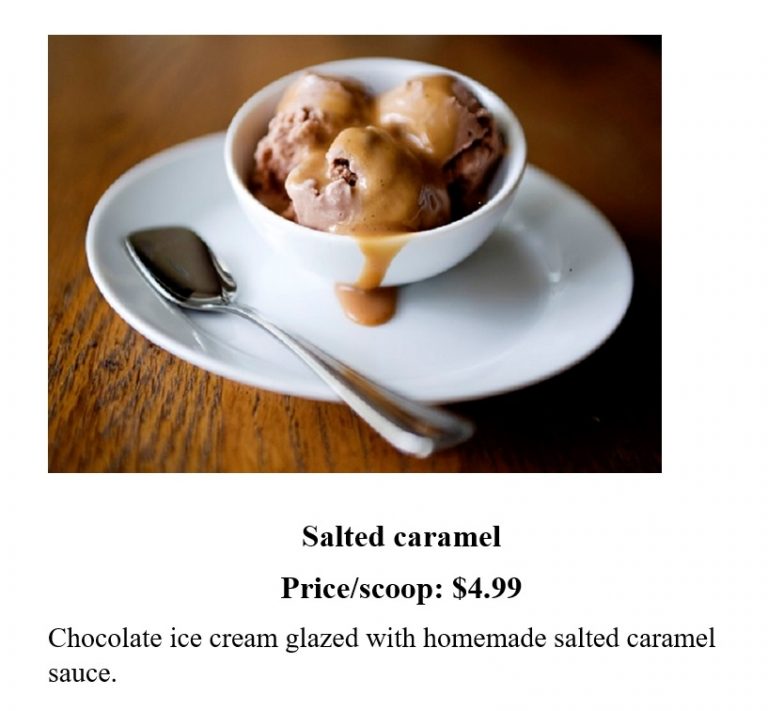 Salted caramel
Price/scoop: $4.99
Chocolate ice cream glazed with homemade salted caramel
sauce.